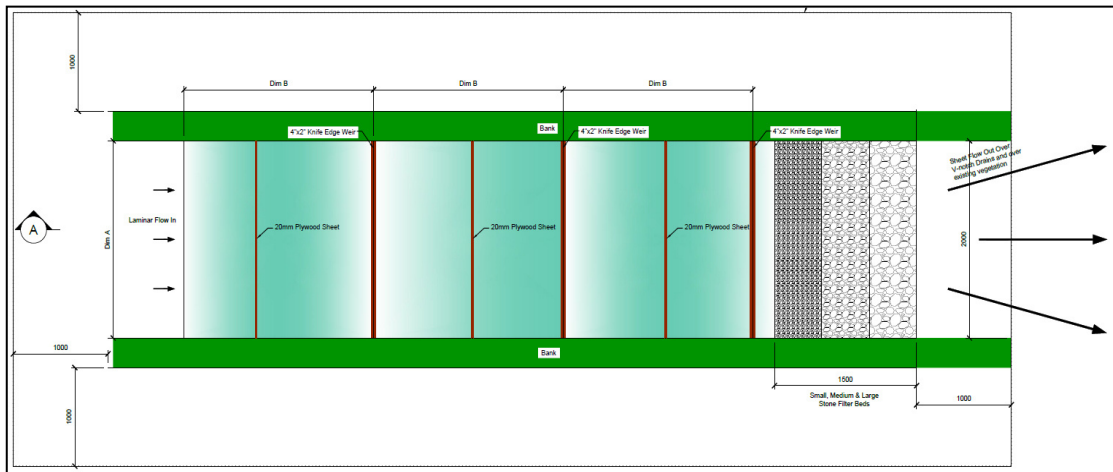 1000
Dim B
Dim B
Dim B
4"x2" Knife Edge Weir
Bank
4"x2" Knife Edge Weir
4"x2" Knife Edge Weir
Sheet Flow Out Over
V-notch Drains and over
existing vegetation
Laminar Flow In
A
Dim A
20mm Plywood Sheet
20mm Plywood Sheet
20mm Plywood Sheet
2000
Bank
1000
1500
1000
Small, Medium & Large
Stone Filter Beds
1000